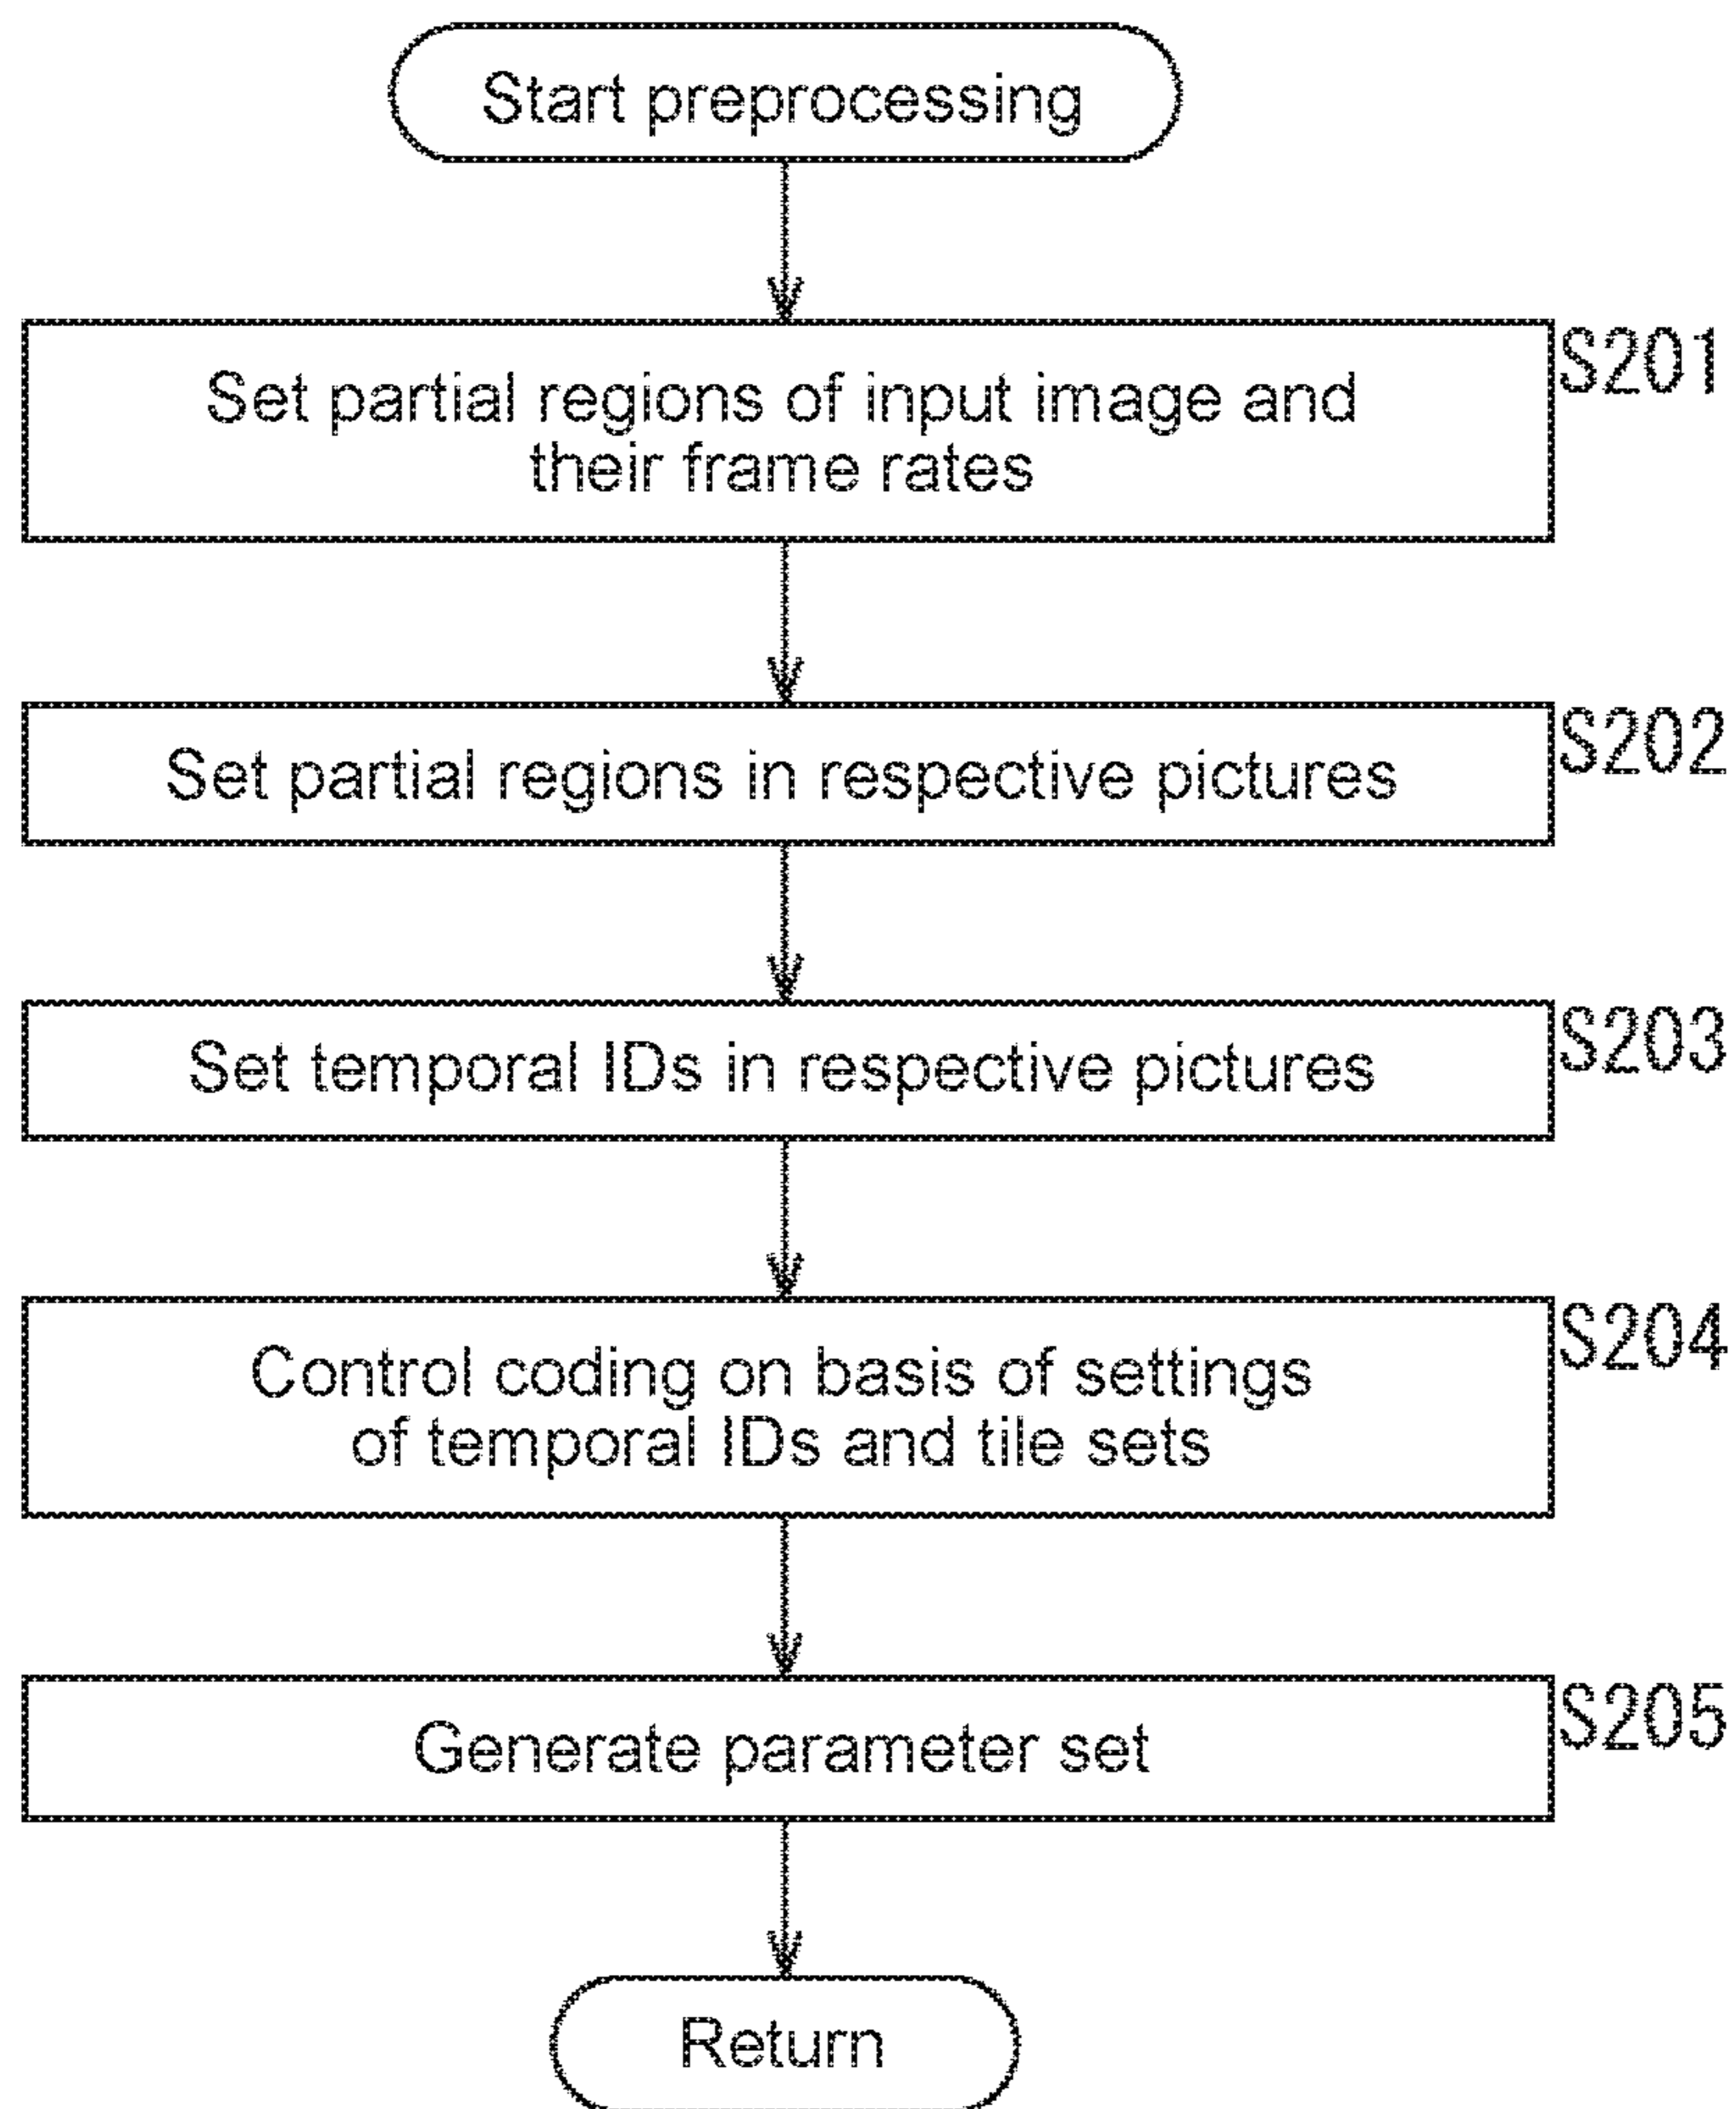 Start preprocessing
S201
Set partial regions of input image and
their frame rates
S202
Set partial regions in respective pictures
S203
Set temporal IDs in respective pictures
S204
Control coding on basis of settings
of temporal IDs and tile sets
S205
Generate parameter set
Return